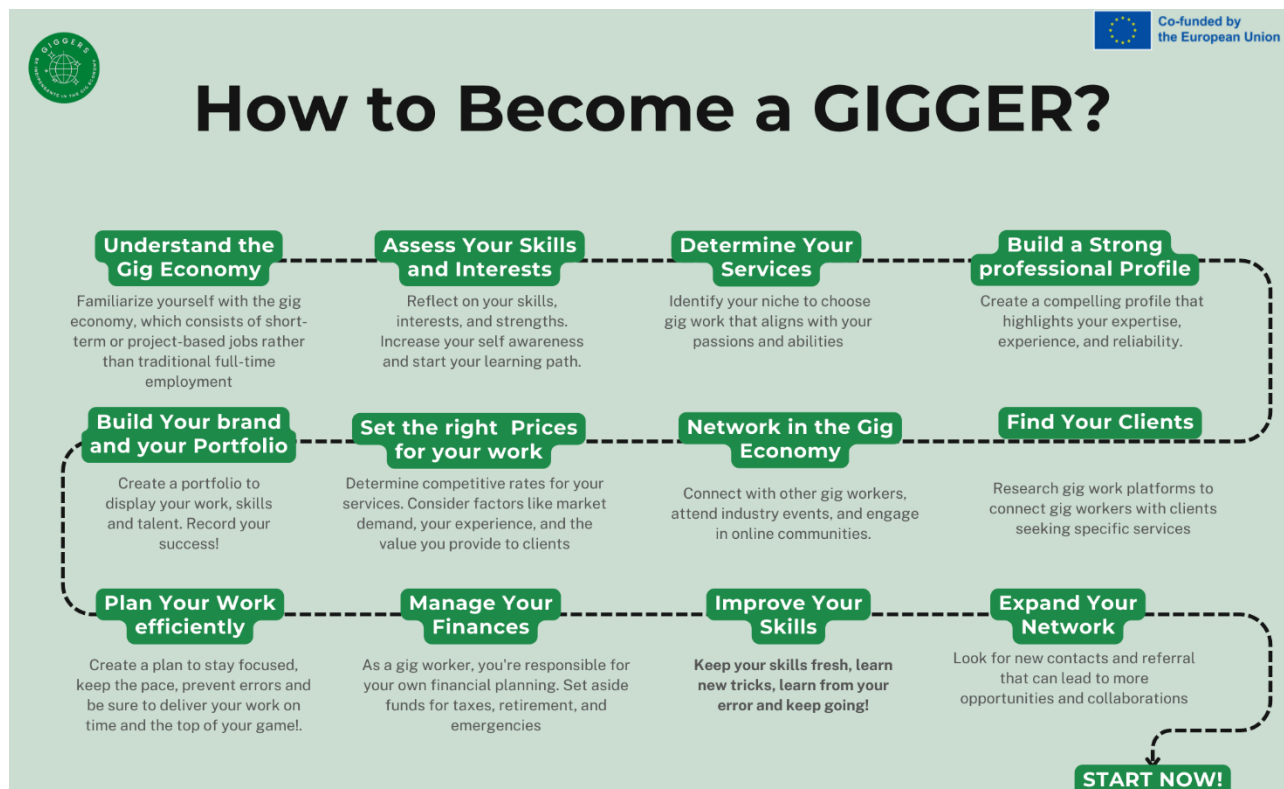 GIGGERS
Co-funded by
the European Union
How to Become a GIGGER?
Understand the
Gig Economy
Familiarize yourself with the gig
economy, which consists of short-
term or project-based jobs rather
than traditional full-time
employment
Assess Your Skills
and Interests
Reflect on your skills,
interests, and strengths.
Increase your self awareness
and start your learning path.
Determine Your
Services
Identify your niche to choose
gig work that aligns with your
passions and abilities
Build a Strong
professional Profile
Create a compelling profile that
highlights your expertise,
experience, and reliability.
Find Your Clients
Research gig work platforms to
connect gig workers with clients
seeking specific services
Network in the Gig
Economy
Connect with other gig workers,
attend industry events, and engage
in online communities.
Set the right Prices
for your work
Determine competitive rates for your
services. Consider factors like market
demand, your experience, and the
value you provide to clients
Build Your brand
and your Portfolio
Create a portfolio to
display your work, skills
and talent. Record your
success!
Plan Your Work
efficiently
Create a plan to stay focused,
keep the pace, prevent errors and
be sure to deliver your work on
time and the top of your game!.
Manage Your
Finances
As a gig worker, you're responsible for
your own financial planning. Set aside
funds for taxes, retirement, and
emergencies
Improve Your
Skills
Keep your skills fresh, learn
new tricks, learn from your
error and keep going!
Expand Your
Network
Look for new contacts and referral
that can lead to more
opportunities and collaborations
START NOW!